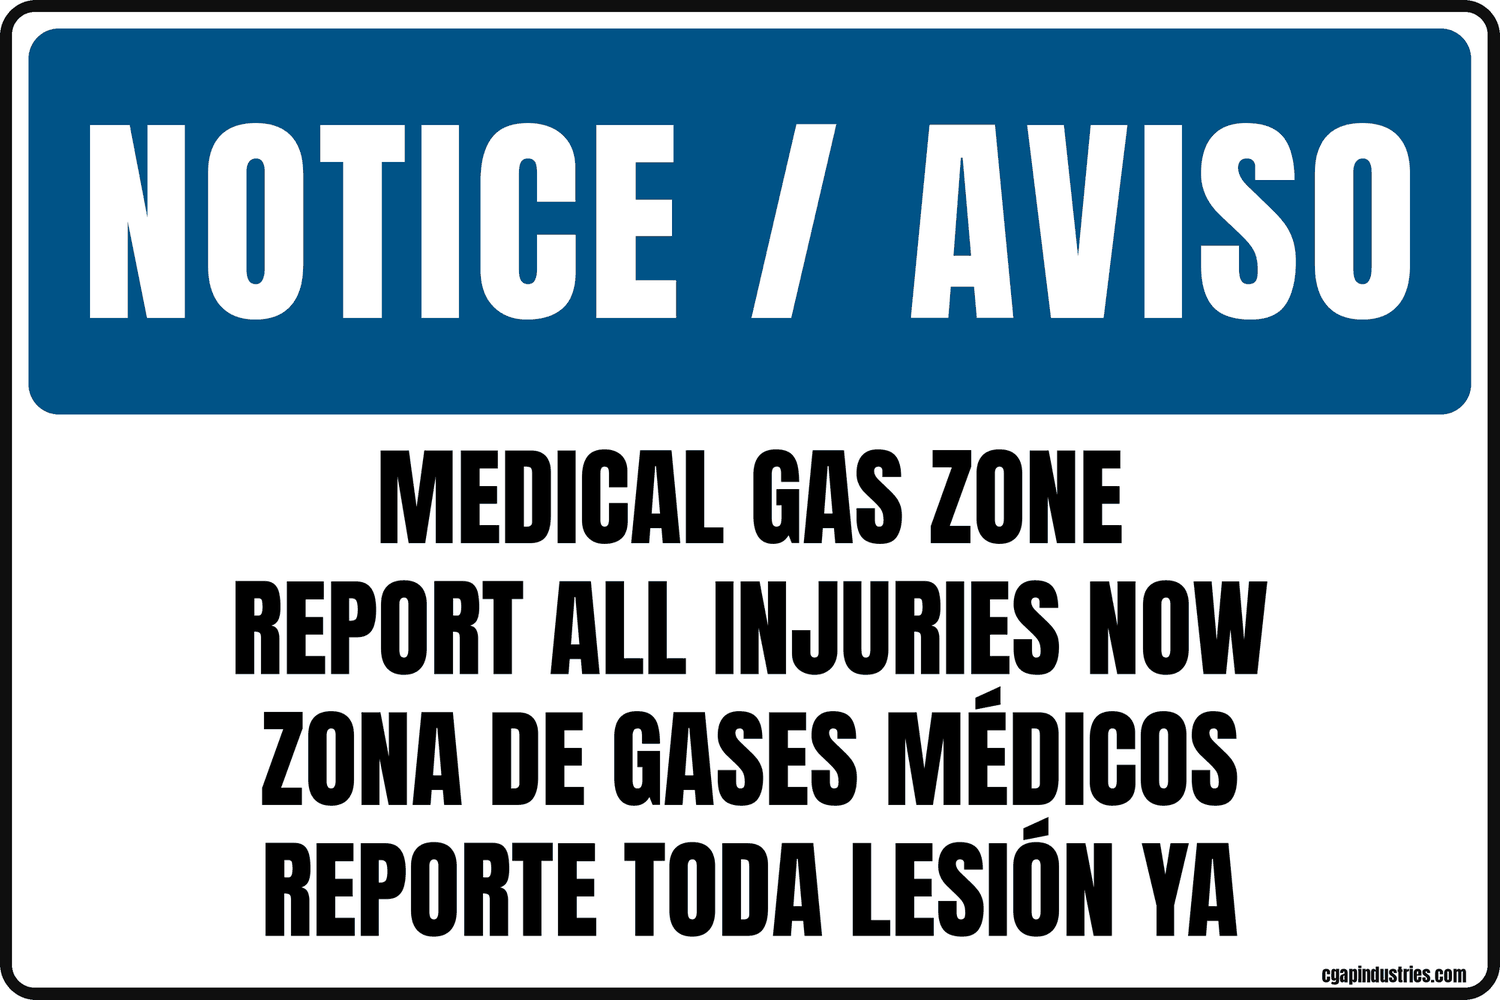 NOTICE / AVISO
MEDICAL GAS ZONE
REPORT ALL INJURIES NOW
ZONA DE GASES MÉDICOS
REPORTE TODA LESIÓN YA
cgapindustries.com